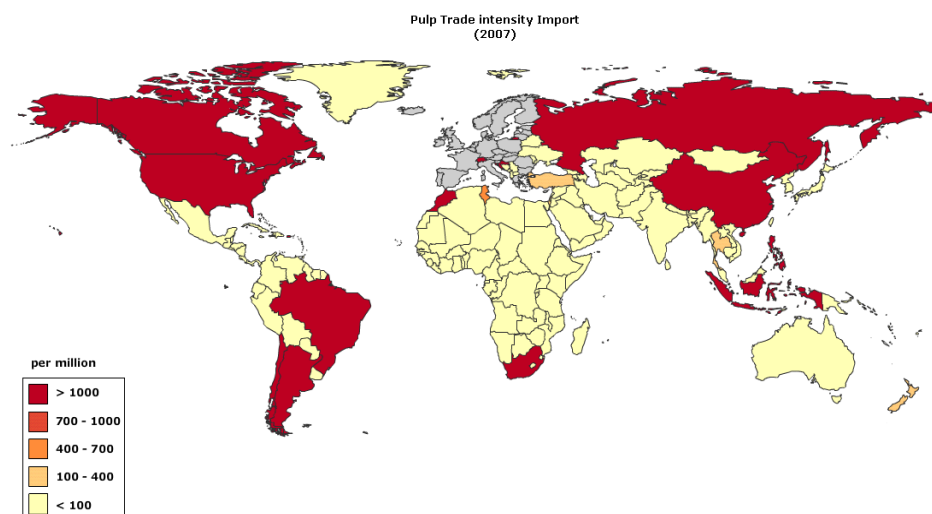 Pulp Trade intensity Import
(2007)
per million
> 1000
700 - 1000
400 - 700
100 - 400
< 100